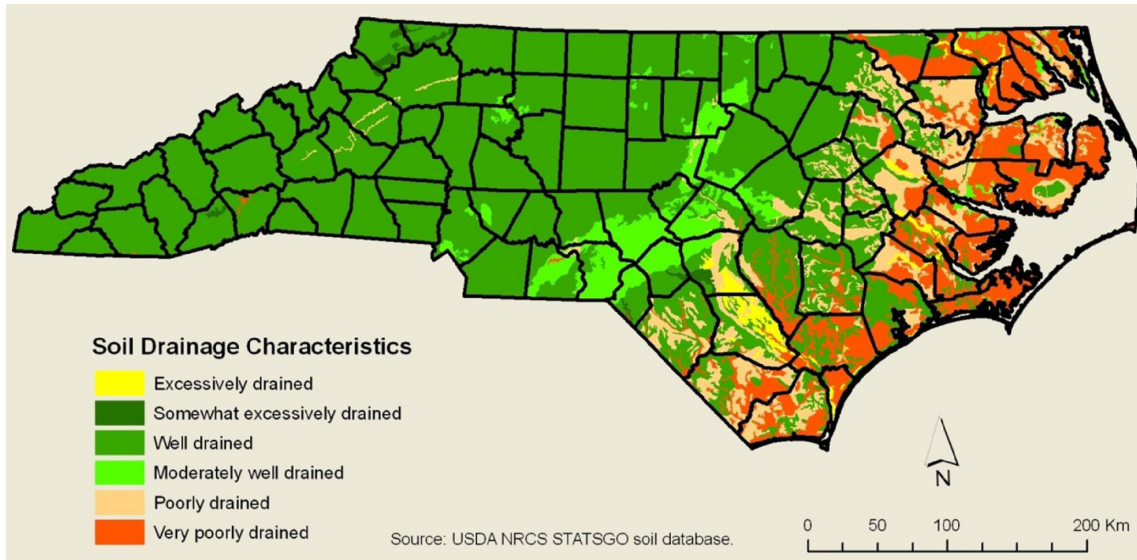 Soil Drainage Characteristics
Excessively drained
Somewhat excessively drained
Well drained
Moderately well drained
Poorly drained
Very poorly drained
Source: USDA NRCS STATSGO soil database.
N
0 50 100 200 Km